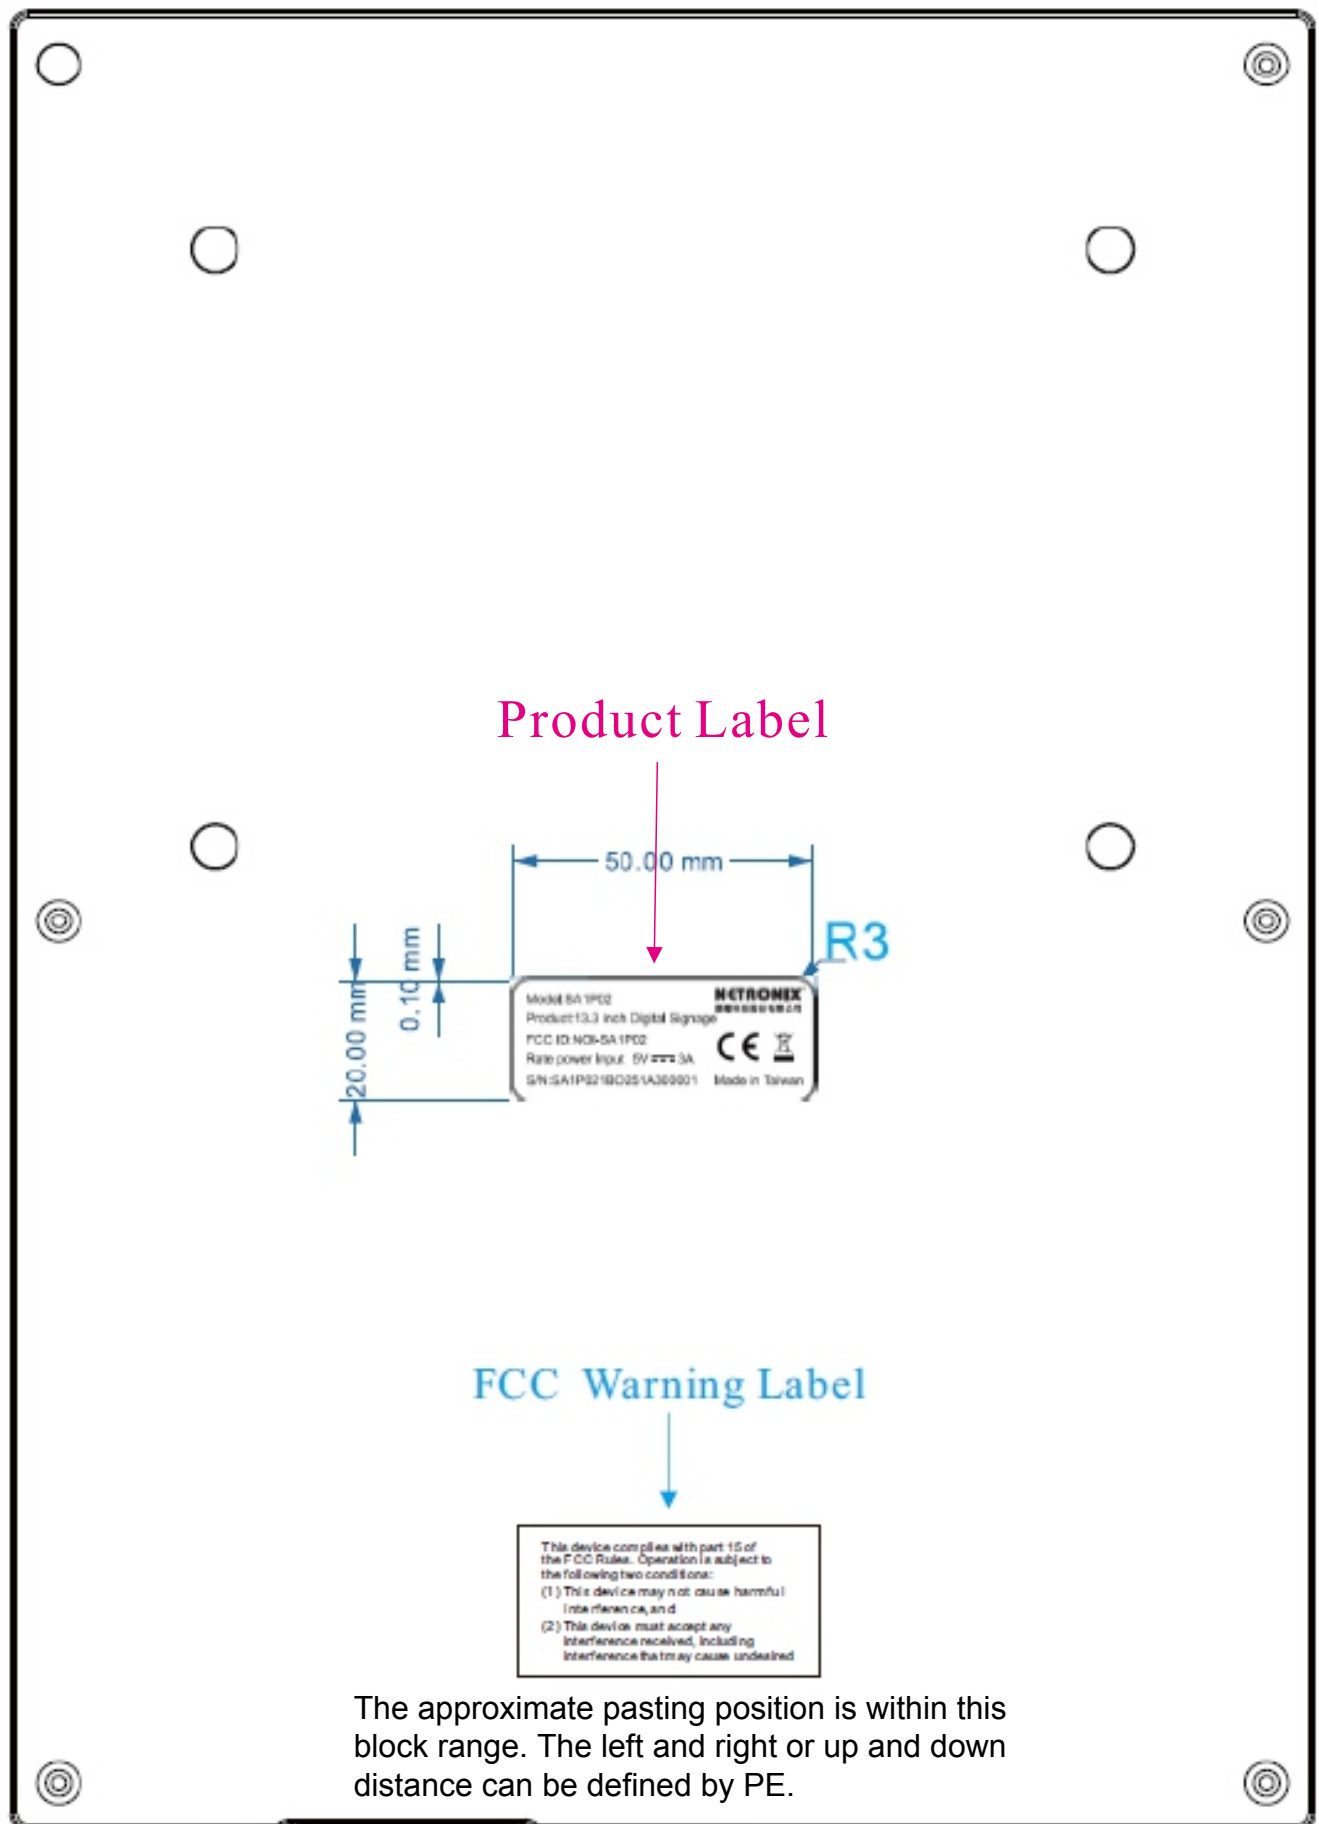 Product Label
50.00 mm
R3
0.10 mm
20.00 mm
Model:SA1P02
NETRONIX
Product:13.3 inch Digital Signage
FCC ID:NOI-SA1P02
CE
Rate power Input: 5V 3A
Made in Taiwan
FCC Warning Label
This device complies with part 15 of
the FCC Rules. Operation is subject to
the following two conditions:
(1) This device may not cause harmful
interference, and
(2) This device must accept any
interference received, including
interference that may cause undesired
The approximate pasting position is within this
block range. The left and right or up and down
distance can be defined by PE.